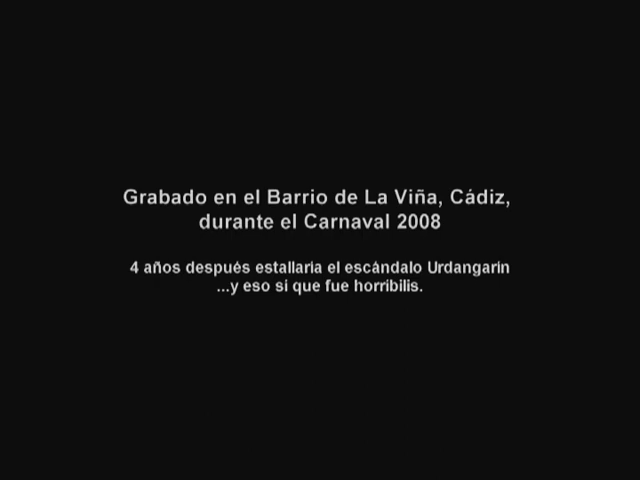 Grabado en el Barrio de La Viña, Cádiz,
durante el Carnaval 2008
4 años después estallaría el escándalo Urdangarin
...y eso si que fue horribilis.